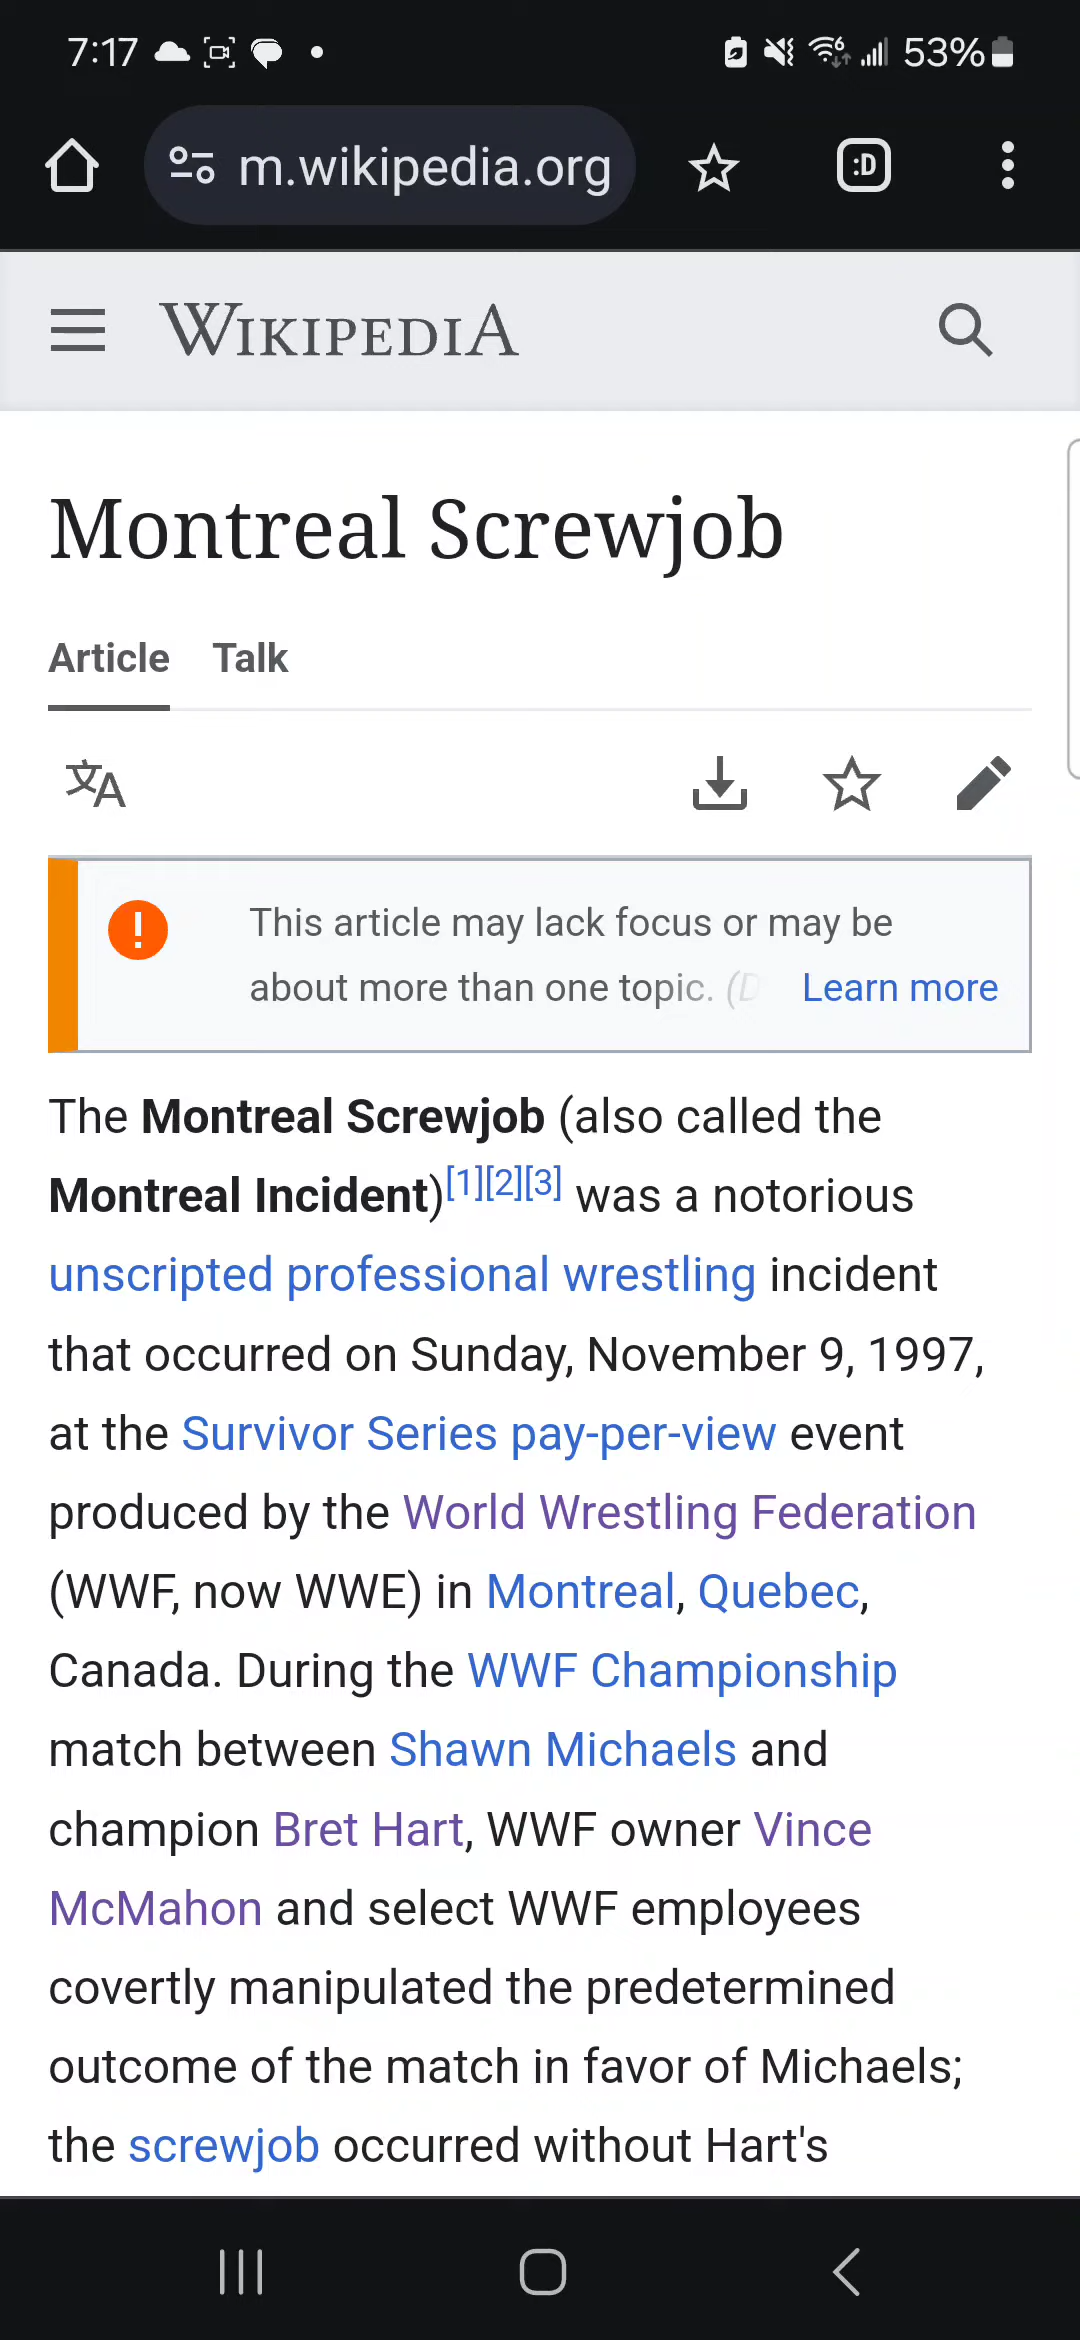 7:17 53%
m.wikipedia.org :D
WIKIPEDIA
Montreal Screwjob
Article Talk
文A
This article may lack focus or may be
about more than one topic. (D Learn more
The Montreal Screwjob (also called the
Montreal Incident)[1][2][3] was a notorious
unscripted professional wrestling incident
that occurred on Sunday, November 9, 1997,
at the Survivor Series pay-per-view event
produced by the World Wrestling Federation
(WWF, now WWE) in Montreal, Quebec,
Canada. During the WWF Championship
match between Shawn Michaels and
champion Bret Hart, WWF owner Vince
McMahon and select WWF employees
covertly manipulated the predetermined
outcome of the match in favor of Michaels;
the screwjob occurred without Hart's